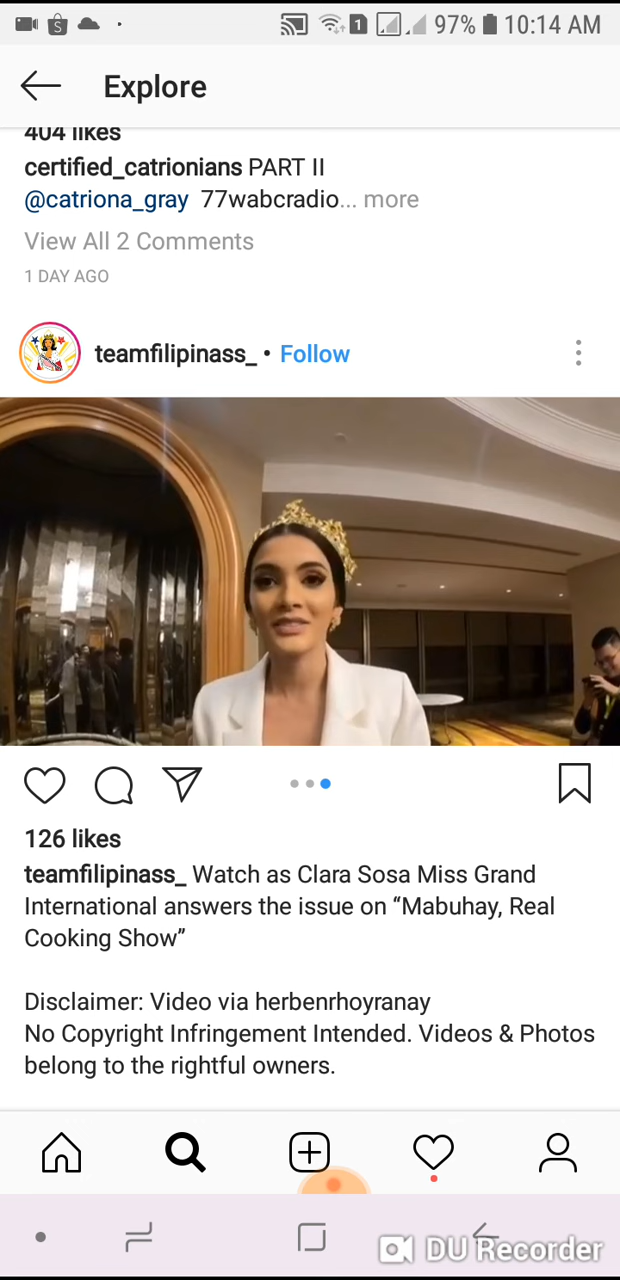 1 97% 10:14 AM
Explore
404 likes
certified_catrionians PART II
@catriona_gray 77wabcradio... more
View All 2 Comments
1 DAY AGO
teamfilipinass_ • Follow
126 likes
teamfilipinass_ Watch as Clara Sosa Miss Grand
International answers the issue on “Mabuhay, Real
Cooking Show”
Disclaimer: Video via herbenrhoyranay
No Copyright Infringement Intended. Videos & Photos
belong to the rightful owners.
DU Recorder